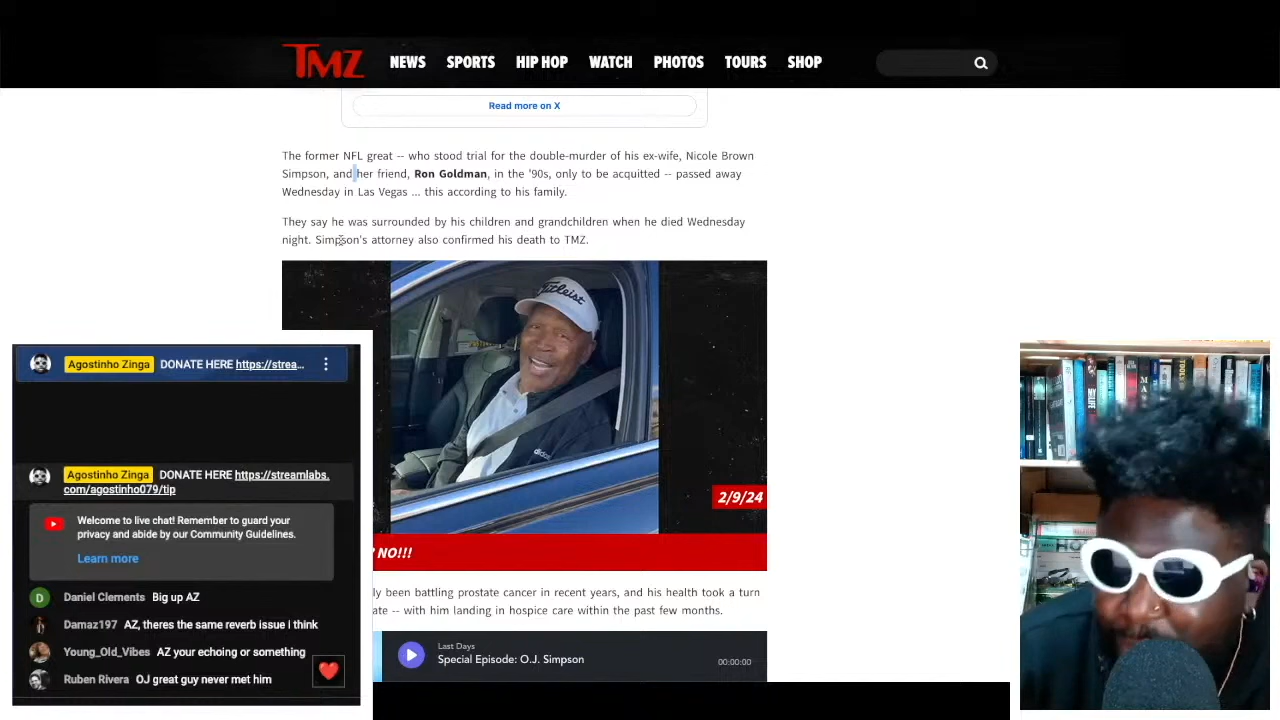 TMZ
NEWS SPORTS HIP HOP WATCH PHOTOS TOURS SHOP
Read more on X
The former NFL great -- who stood trial for the double-murder of his ex-wife, Nicole Brown
Simpson, and her friend, Ron Goldman, in the '90s, only to be acquitted -- passed away
Wednesday in Las Vegas ... this according to his family.
They say he was surrounded by his children and grandchildren when he died Wednesday
night. Simpson's attorney also confirmed his death to TMZ.
Titleist
adidas
2/9/24
NO!!!
ly been battling prostate cancer in recent years, and his health took a turn
ate -- with him landing in hospice care within the past few months.
Last Days
Special Episode: O.J. Simpson
00:00:00
Agostinho Zinga DONATE HERE https://strea...
Agostinho Zinga DONATE HERE https://streamlabs.
com/agostinho079/tip
Welcome to live chat! Remember to guard your
privacy and abide by our Community Guidelines.
Learn more
D Daniel Clements Big up AZ
Damaz197 AZ, theres the same reverb issue i think
Young_Old_Vibes AZ your echoing or something
Ruben Rivera OJ great guy never met him